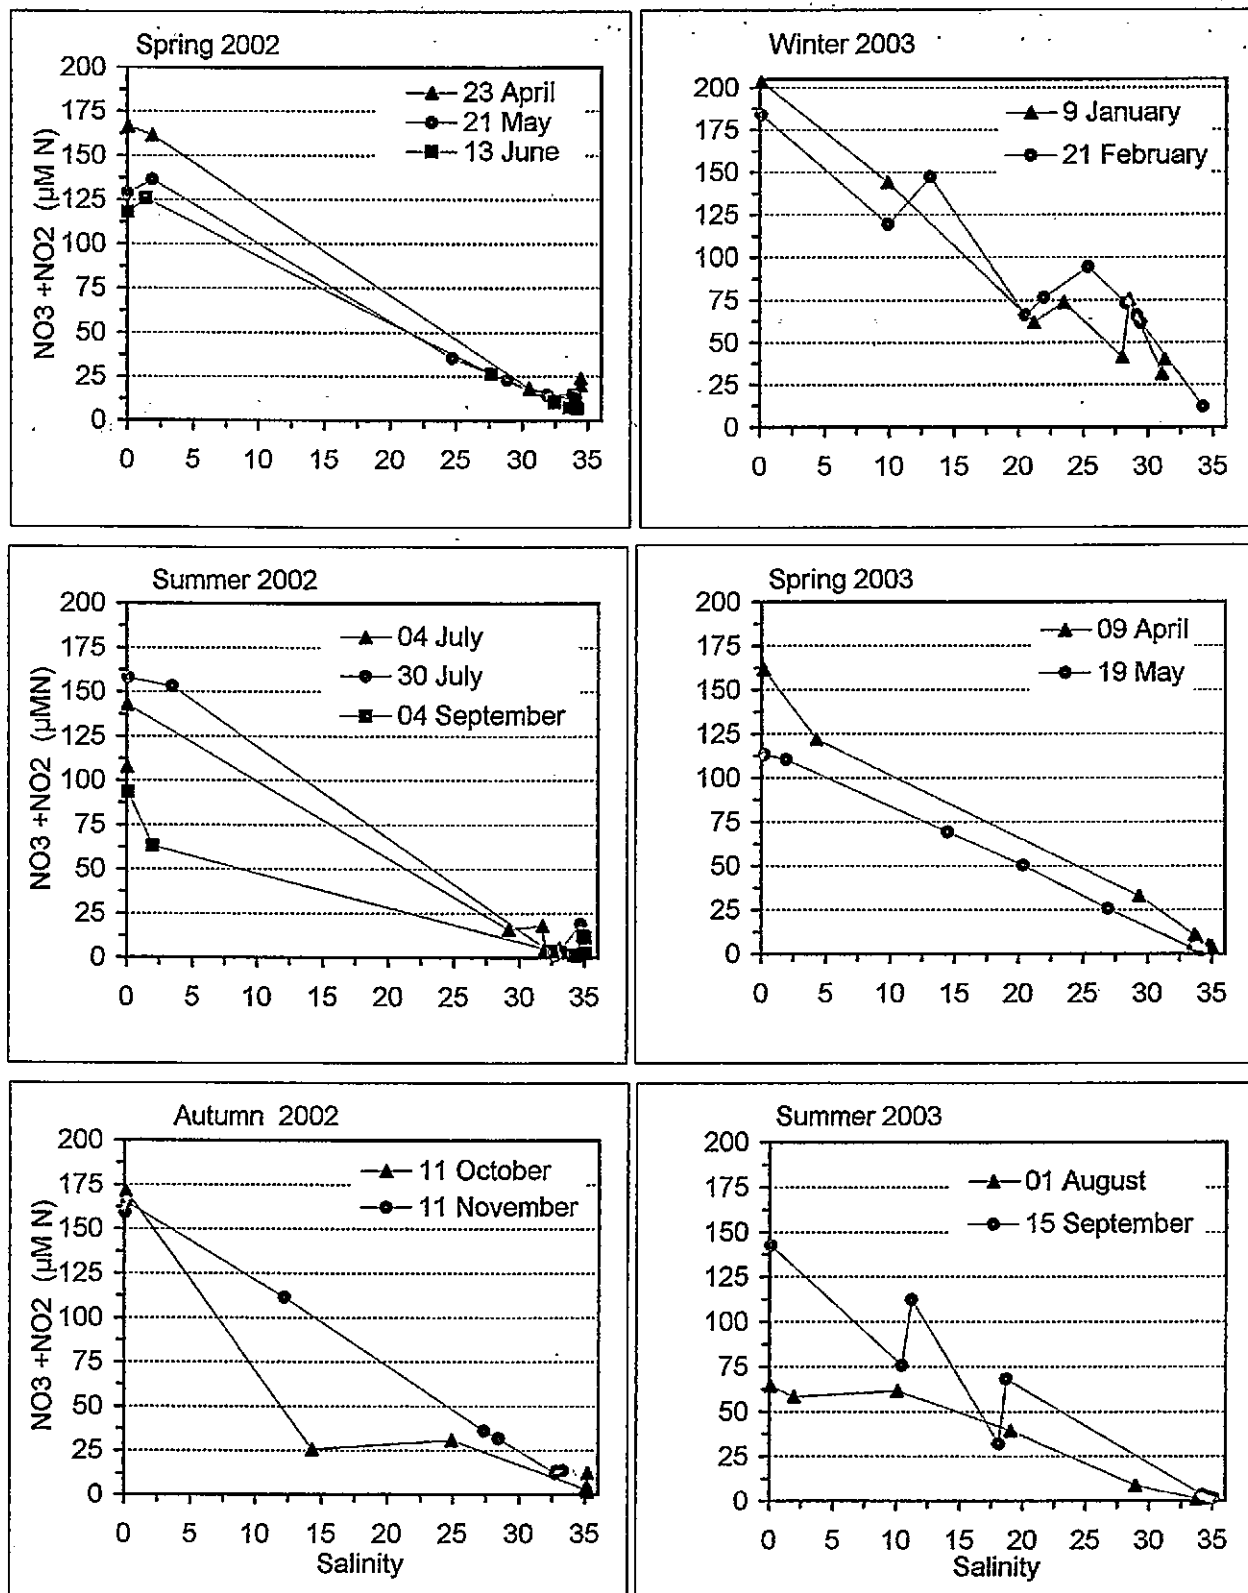 Spring 2002
200
175
150
125
100
75
50
25
0
NO3 +NO2 (µM N)
23 April
21 May
13 June
0 5 10 15 20 25 30 35
Winter 2003
200
175
150
125
100
75
50
25
0
9 January
21 February
0 5 10 15 20 25 30 35
Summer 2002
200
175
150
125
100
75
50
25
0
NO3 +NO2 (µMN)
04 July
30 July
04 September
0 5 10 15 20 25 30 35
Spring 2003
200
175
150
125
100
75
50
25
0
09 April
19 May
0 5 10 15 20 25 30 35
Autumn 2002
200
175
150
125
100
75
50
25
0
NO3 +NO2 (µM N)
11 October
11 November
0 5 10 15 20 25 30 35
Salinity
Summer 2003
200
175
150
125
100
75
50
25
0
01 August
15 September
0 5 10 15 20 25 30 35
Salinity